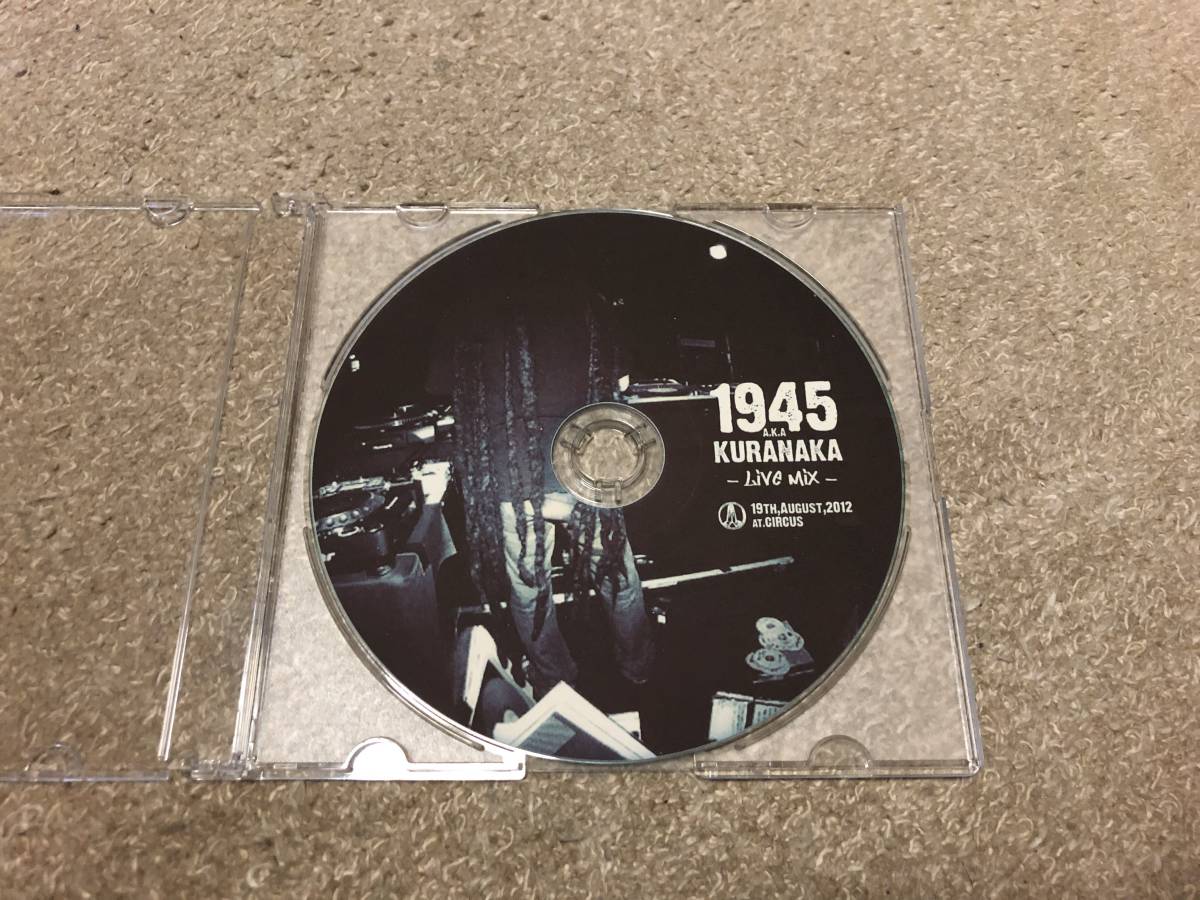 1945
A.K.A
KURANAKA
– LiVe MiX –
19TH,AUGUST,2012
AT.CIRCUS